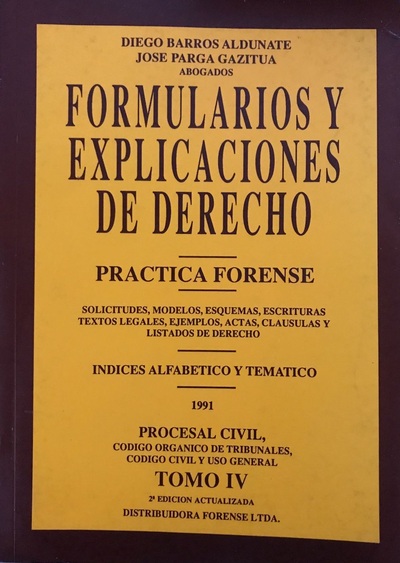 DIEGO BARROS ALDUNATE
JOSE PARGA GAZITUA
ABOGADOS
FORMULARIOS Y
EXPLICACIONES
DE DERECHO
PRACTICA FORENSE
SOLICITUDES, MODELOS, ESQUEMAS, ESCRITURAS
TEXTOS LEGALES, EJEMPLOS, ACTAS, CLAUSULAS Y
LISTADOS DE DERECHO
INDICES ALFABETICO Y TEMATICO
1991
PROCESAL CIVIL,
CODIGO ORGANICO DE TRIBUNALES,
CODIGO CIVIL Y USO GENERAL
TOMO IV
2ª EDICION ACTUALIZADA
DISTRIBUIDORA FORENSE LTDA.